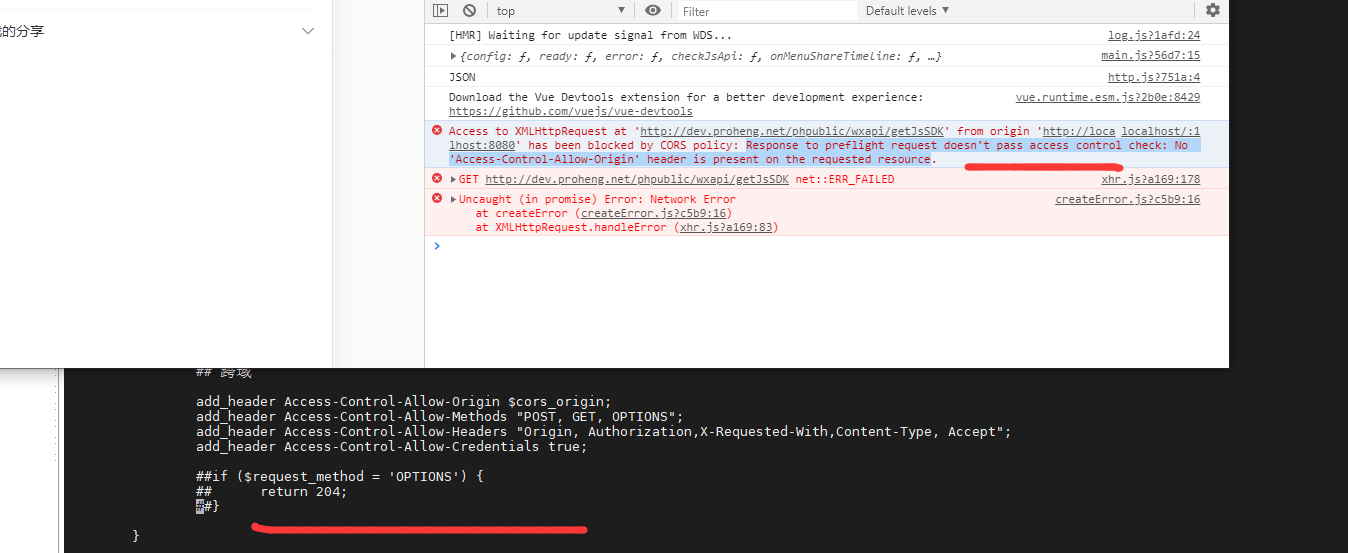 top
Filter
Default levels
的分享
[HMR] Waiting for update signal from WDS...
log.js?1afd:24
{config: ƒ, ready: ƒ, error: ƒ, checkJsApi: ƒ, onMenuShareTimeline: ƒ, …}
main.js?56d7:15
JSON
http.js?751a:4
Download the Vue Devtools extension for a better development experience:
vue.runtime.esm.js?2b0e:8429
https://github.com/vuejs/vue-devtools
Access to XMLHttpRequest at 'http://dev.proheng.net/phpublic/wxapi/getJsSDK' from origin 'http://loca localhost/:1
lhost:8080' has been blocked by CORS policy: Response to preflight request doesn't pass access control check: No
'Access-Control-Allow-Origin' header is present on the requested resource.
GET http://dev.proheng.net/phpublic/wxapi/getJsSDK net::ERR_FAILED
xhr.js?a169:178
Uncaught (in promise) Error: Network Error
createError.js?c5b9:16
at createError (createError.js?c5b9:16)
at XMLHttpRequest.handleError (xhr.js?a169:83)
## 跨域
add_header Access-Control-Allow-Origin $cors_origin;
add_header Access-Control-Allow-Methods "POST, GET, OPTIONS";
add_header Access-Control-Allow-Headers "Origin, Authorization,X-Requested-With,Content-Type, Accept";
add_header Access-Control-Allow-Credentials true;
##if ($request_method = 'OPTIONS') {
## return 204;
##}
}